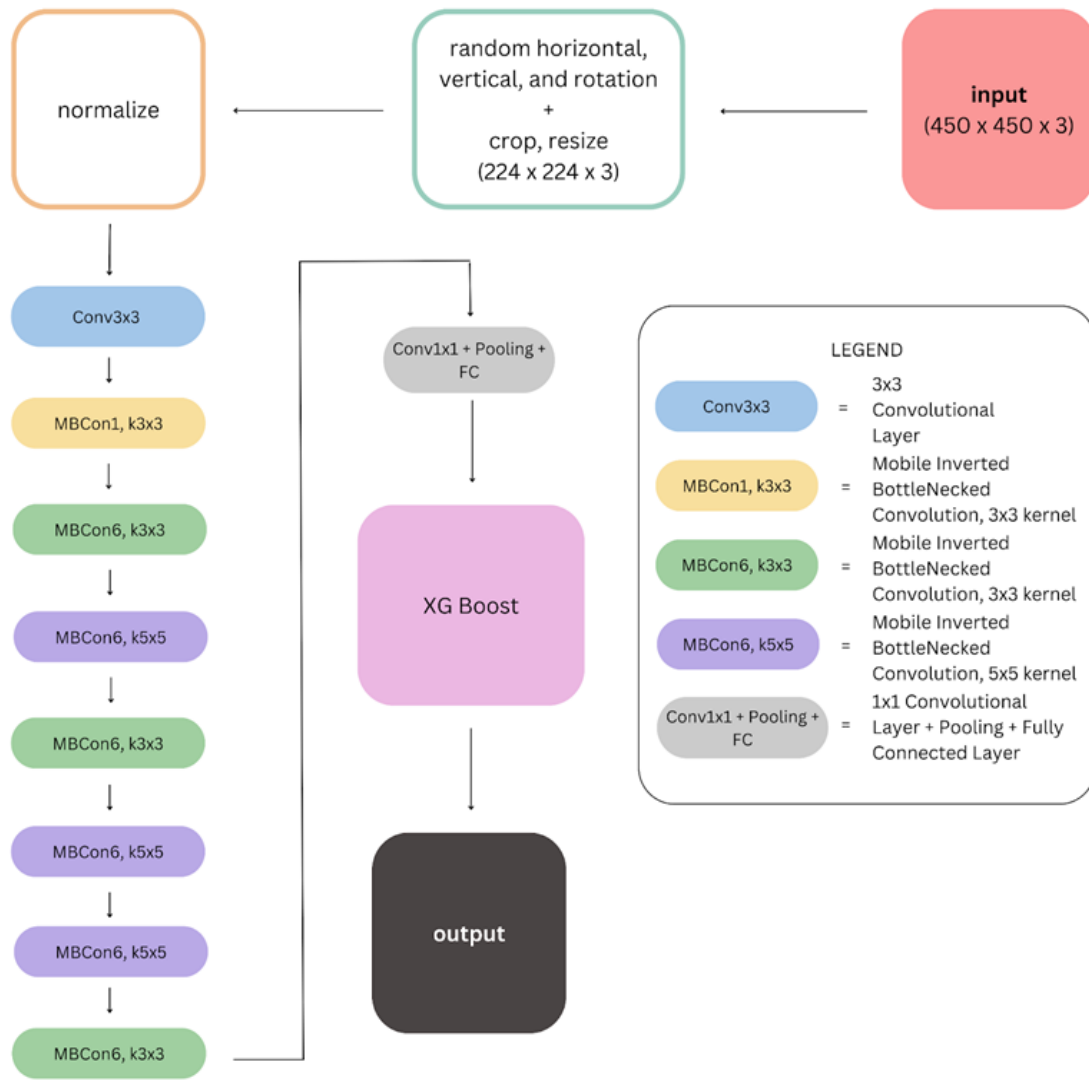 normalize
random horizontal,
vertical, and rotation
+
crop, resize
(224 x 224 x 3)
input
(450 x 450 x 3)
Conv3x3
MBCon1, k3x3
MBCon6, k3x3
MBCon6, k5x5
MBCon6, k3x3
MBCon6, k5x5
MBCon6, k5x5
MBCon6, k3x3
Conv1x1 + Pooling +
FC
XG Boost
output
LEGEND
Conv3x3
=
3x3
Convolutional
Layer
MBCon1, k3x3
=
Mobile Inverted
BottleNecked
Convolution, 3x3 kernel
MBCon6, k3x3
=
Mobile Inverted
BottleNecked
Convolution, 3x3 kernel
MBCon6, k5x5
=
Mobile Inverted
BottleNecked
Convolution, 5x5 kernel
Conv1x1 + Pooling +
FC
=
1x1 Convolutional
Layer + Pooling + Fully
Connected Layer